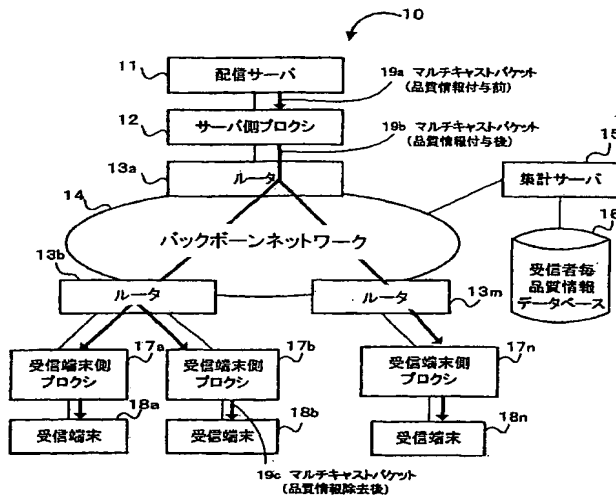 10
11
配信サーバ
19a マルチキャストパケット
(品質情報付与前)
12
サーバ側プロクシ
19b マルチキャストパケット
(品質情報付与後)
13a
ルータ
15
集計サーバ
14
バックボーンネットワーク
16
受信者毎
品質情報
データベース
13b
ルータ
ルータ
13m
17a
受信端末側
プロクシ
17b
受信端末側
プロクシ
17n
受信端末側
プロクシ
18a
受信端末
18b
受信端末
18n
受信端末
19c マルチキャストパケット
(品質情報除去後)